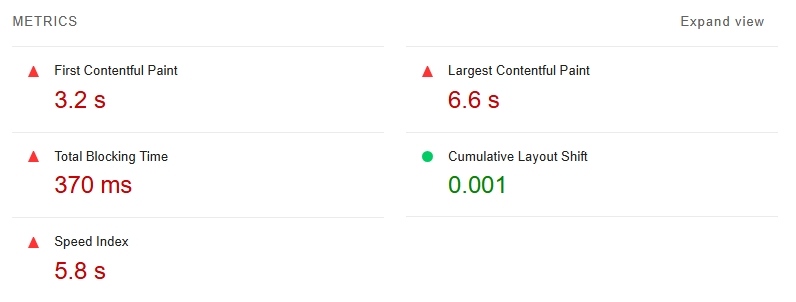 METRICS
Expand view
First Contentful Paint
3.2 s
Largest Contentful Paint
6.6 s
Total Blocking Time
370 ms
Cumulative Layout Shift
0.001
Speed Index
5.8 s